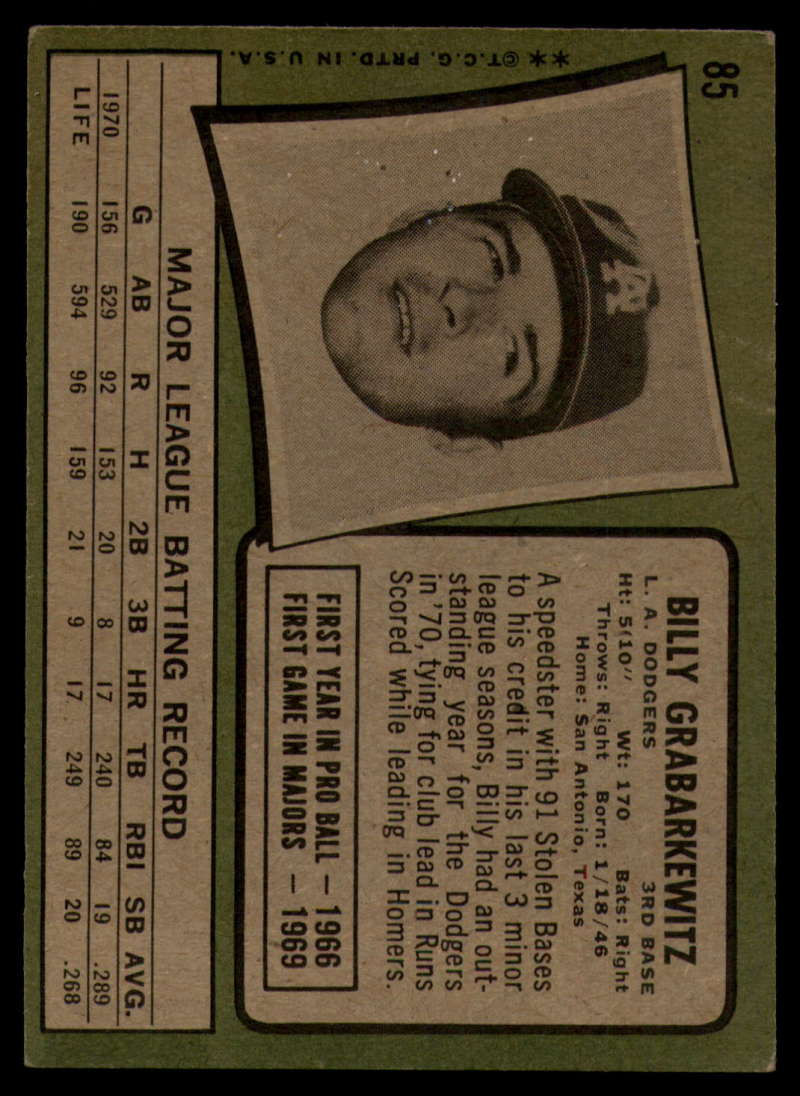 85
★★ ©T.C.G. PRTD. IN U.S.A.
LA
BILLY GRABARKEWITZ
L. A. DODGERS 3RD BASE
Ht: 5'10'' Wt: 170 Bats: Right
Throws: Right Born: 1/18/46
Home: San Antonio, Texas
A speedster with 91 Stolen Bases
to his credit in his last 3 minor
league seasons, Billy had an out-
standing year for the Dodgers
in '70, tying for club lead in Runs
Scored while leading in Homers.
FIRST YEAR IN PRO BALL — 1966
FIRST GAME IN MAJORS — 1969
MAJOR LEAGUE BATTING RECORD
G AB R H 2B 3B HR TB RBI SB AVG.
1970 156 529 92 153 20 8 17 240 84 19 .289
LIFE 190 594 96 159 21 9 17 249 89 20 .268